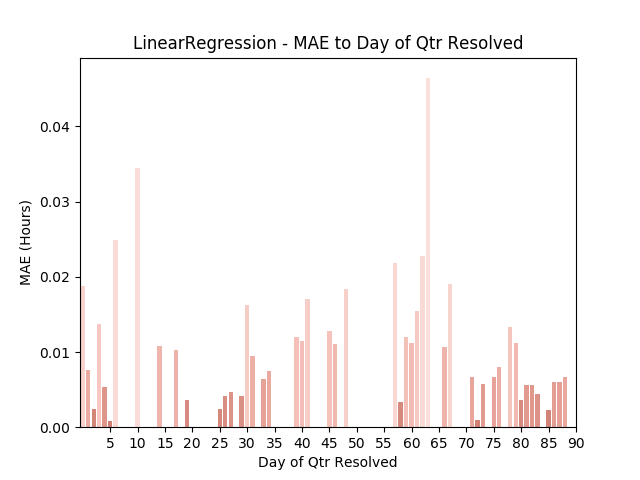 LinearRegression - MAE to Day of Qtr Resolved
MAE (Hours)
0.04
0.03
0.02
0.01
0.00
5 10 15 20 25 30 35 40 45 50 55 60 65 70 75 80 85 90
Day of Qtr Resolved